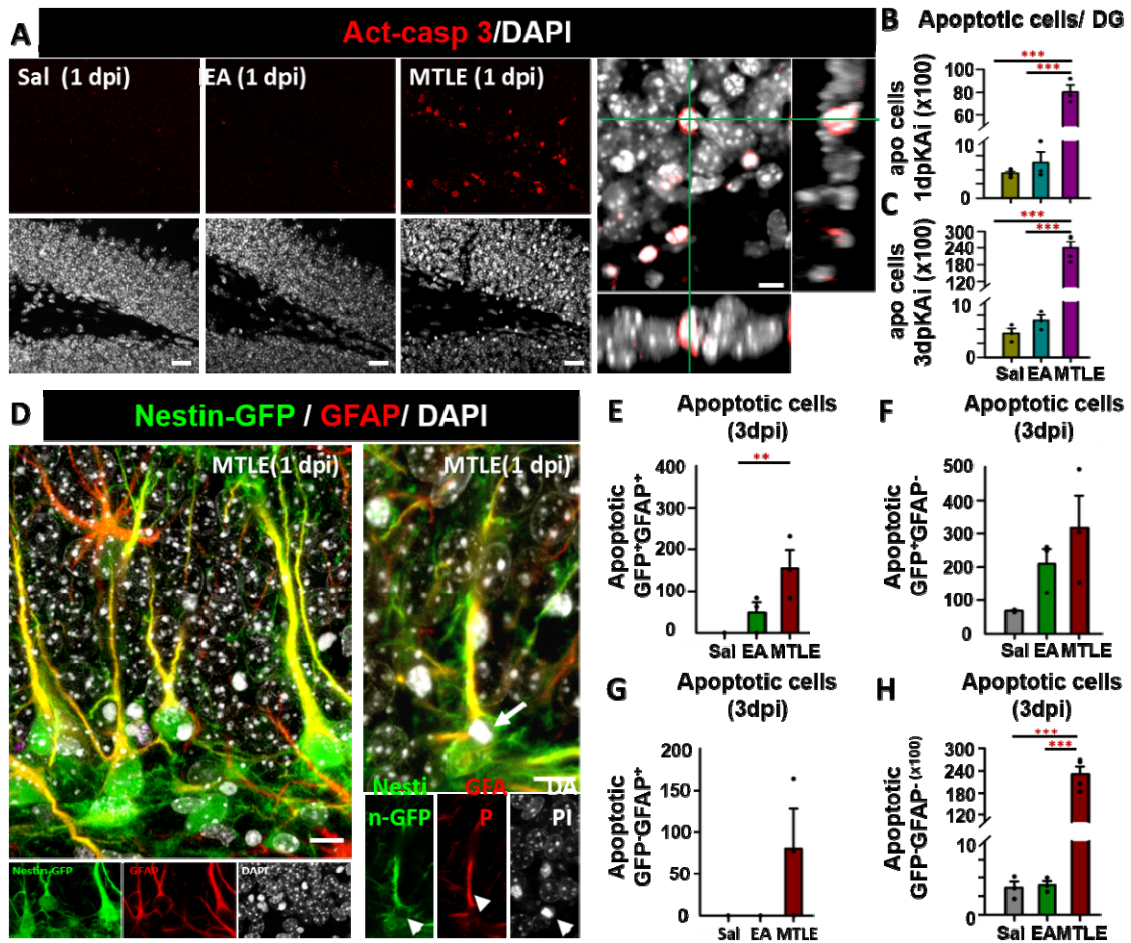 A
Act-casp 3/DAPI
Sal (1 dpi)
EA (1 dpi)
MTLE (1 dpi)
B
Apoptotic cells/ DG
apo cells
1dpKAi (x100)
***
***
100
80
60
10
0
C
apo cells
3dpKAi (x100)
***
***
300
240
180
120
10
0
Sal EA MTLE
D
Nestin-GFP / GFAP/ DAPI
MTLE(1 dpi)
MTLE(1 dpi)
Nestin-GFP
GFAP
DAPI
Nesti
n-GFP
GFA
P
DA
PI
E
Apoptotic cells
(3dpi)
Apoptotic
GFP⁺GFAP⁺
**
400
300
200
100
0
Sal EA MTLE
F
Apoptotic cells
(3dpi)
Apoptotic
GFP⁺GFAP⁻
500
400
300
200
100
0
Sal EA MTLE
G
Apoptotic cells
(3dpi)
Apoptotic
GFP⁻GFAP⁺
200
150
100
50
0
Sal EA MTLE
H
Apoptotic cells
(3dpi)
Apoptotic
GFP⁻GFAP⁻ (x100)
***
***
300
240
180
120
10
0
Sal EA MTLE